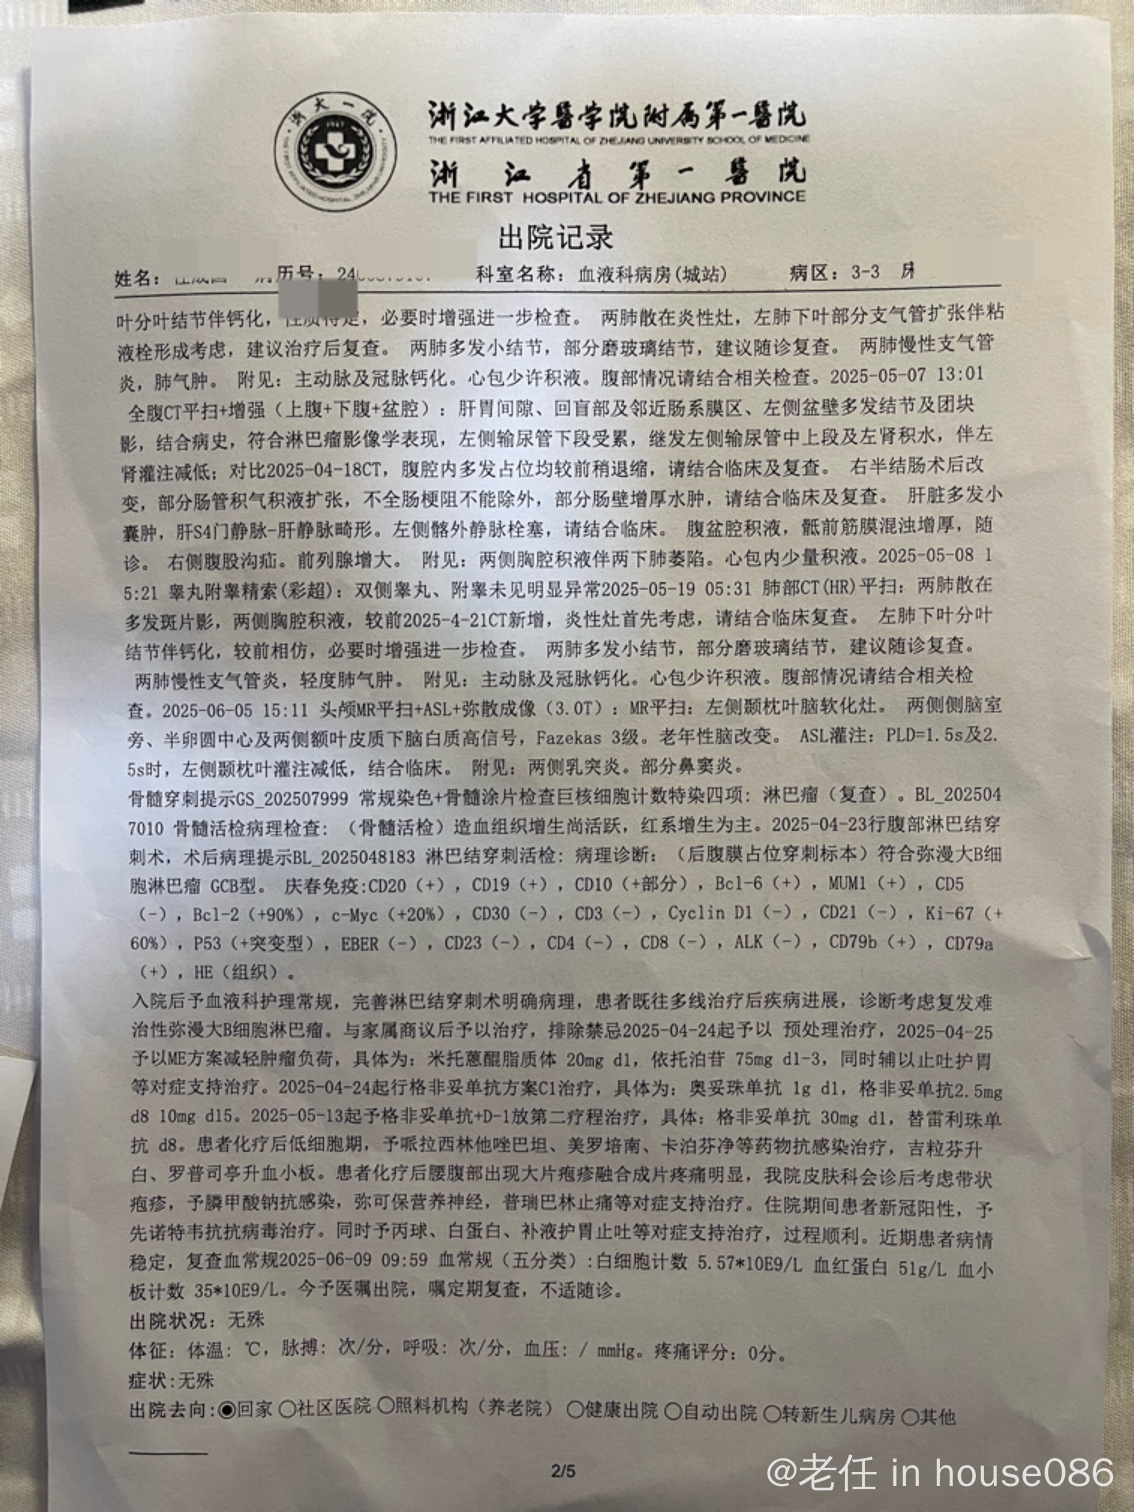 浙大一院
1947
浙江大学醫学院附属第一醫院
THE FIRST AFFILIATED HOSPITAL OF ZHEJIANG UNIVERSITY SCHOOL OF MEDICINE
浙江省第一醫院
THE FIRST HOSPITAL OF ZHEJIANG PROVINCE
出院记录
姓名: 病历号: 科室名称: 血液科病房(城站) 病区: 3-3
叶分叶结节伴钙化，性质待定，必要时增强进一步检查。 两肺散在炎性灶，左肺下叶部分支气管扩张伴粘
液栓形成考虑，建议治疗后复查。 两肺多发小结节，部分磨玻璃结节，建议随诊复查。 两肺慢性支气管
炎，肺气肿。 附见: 主动脉及冠脉钙化。心包少许积液。腹部情况请结合相关检查。2025-05-07 13:01
全腹CT平扫+增强（上腹+下腹+盆腔）: 肝胃间隙、回盲部及邻近肠系膜区、左侧盆壁多发结节及团块
影，结合病史，符合淋巴瘤影像学表现，左侧输尿管下段受累，继发左侧输尿管中上段及左肾积水，伴左
肾灌注减低; 对比2025-04-18CT，腹腔内多发占位均较前稍退缩，请结合临床及复查。 右半结肠术后改
变，部分肠管积气积液扩张，不全肠梗阻不能除外，部分肠壁增厚水肿，请结合临床及复查。 肝脏多发小
囊肿，肝S4门静脉-肝静脉畸形。左侧髂外静脉栓塞，请结合临床。 腹盆腔积液，骶前筋膜混浊增厚，随
诊。 右侧腹股沟疝。前列腺增大。 附见: 两侧胸腔积液伴两下肺萎陷。心包内少量积液。2025-05-08 1
5:21 睾丸附睾精索(彩超): 双侧睾丸、附睾未见明显异常2025-05-19 05:31 肺部CT(HR)平扫: 两肺散在
多发斑片影，两侧胸腔积液，较前2025-4-21CT新增，炎性灶首先考虑，请结合临床复查。 左肺下叶分叶
结节伴钙化，较前相仿，必要时增强进一步检查。 两肺多发小结节，部分磨玻璃结节，建议随诊复查。
两肺慢性支气管炎，轻度肺气肿。 附见: 主动脉及冠脉钙化。心包少许积液。腹部情况请结合相关检
查。2025-06-05 15:11 头颅MR平扫+ASL+弥散成像（3.0T）: MR平扫: 左侧颞枕叶脑软化灶。 两侧侧脑室
旁、半卵圆中心及两侧额叶皮质下脑白质高信号，Fazekas 3级。老年性脑改变。 ASL灌注: PLD=1.5s及2.
5s时，左侧颞枕叶灌注减低，结合临床。 附见: 两侧乳突炎。部分鼻窦炎。
骨髓穿刺提示GS_202507999 常规染色+骨髓涂片检查巨核细胞计数特染四项: 淋巴瘤（复查）。BL_202504
7010 骨髓活检病理检查: （骨髓活检）造血组织增生尚活跃，红系增生为主。2025-04-23行腹部淋巴结穿
刺术，术后病理提示BL_2025048183 淋巴结穿刺活检: 病理诊断: （后腹膜占位穿刺标本）符合弥漫大B细
胞淋巴瘤 GCB型。 庆春免疫:CD20（+），CD19（+），CD10（+部分），Bcl-6（+），MUM1（+），CD5
（-），Bcl-2（+90%），c-Myc（+20%），CD30（-），CD3（-），Cyclin D1（-），CD21（-），Ki-67（+
60%），P53（+突变型），EBER（-），CD23（-），CD4（-），CD8（-），ALK（-），CD79b（+），CD79a
（+），HE（组织）。
入院后予血液科护理常规，完善淋巴结穿刺术明确病理，患者既往多线治疗后疾病进展，诊断考虑复发难
治性弥漫大B细胞淋巴瘤。与家属商议后予以治疗，排除禁忌2025-04-24起予以 预处理治疗，2025-04-25
予以ME方案减轻肿瘤负荷，具体为: 米托蒽醌脂质体 20mg d1，依托泊苷 75mg d1-3，同时辅以止吐护胃
等对症支持治疗。2025-04-24起行格非妥单抗方案C1治疗，具体为: 奥妥珠单抗 1g d1，格非妥单抗2.5mg
d8 10mg d15。2025-05-13起予格非妥单抗+D-1放第二疗程治疗，具体: 格非妥单抗 30mg d1，替雷利珠单
抗 d8。患者化疗后低细胞期，予哌拉西林他唑巴坦、美罗培南、卡泊芬净等药物抗感染治疗，吉粒芬升
白、罗普司亭升血小板。患者化疗后腰腹部出现大片疱疹融合成片疼痛明显，我院皮肤科会诊后考虑带状
疱疹，予膦甲酸钠抗感染，弥可保营养神经，普瑞巴林止痛等对症支持治疗。住院期间患者新冠阳性，予
先诺特韦抗抗病毒治疗。同时予丙球、白蛋白、补液护胃止吐等对症支持治疗，过程顺利。近期患者病情
稳定，复查血常规2025-06-09 09:59 血常规（五分类）:白细胞计数 5.57*10E9/L 血红蛋白 51g/L 血小
板计数 35*10E9/L。今予医嘱出院，嘱定期复查，不适随诊。
出院状况: 无殊
体征: 体温: ℃，脉搏: 次/分，呼吸: 次/分，血压: / mmHg。疼痛评分: 0分。
症状:无殊
出院去向:◉回家 〇社区医院 〇照料机构（养老院） 〇健康出院 〇自动出院 〇转新生儿病房 〇其他
2/5
@老任 in house086